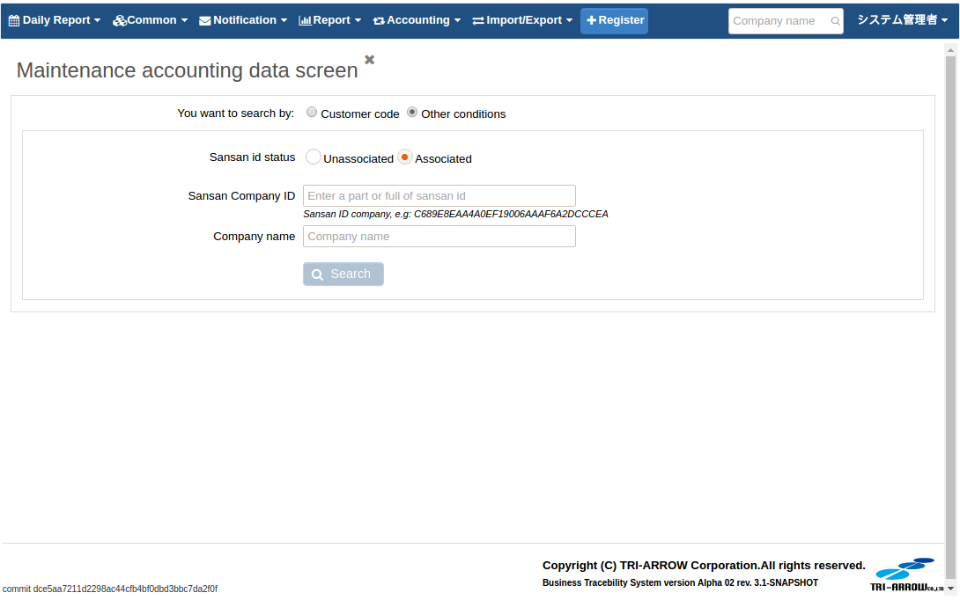 Daily Report Common Notification Report Accounting Import/Export Register Company name システム管理者
Maintenance accounting data screen
You want to search by: Customer code Other conditions
Sansan id status Unassociated Associated
Sansan Company ID Enter a part or full of sansan id
Sansan ID company, e.g: C689E8EAA4A0EF19006AAAF6A2DCCCEA
Company name Company name
Search
Copyright (C) TRI-ARROW Corporation.All rights reserved.
Business Tracebility System version Alpha 02 rev. 3.1-SNAPSHOT
TRI-ARROW CO.,LTD
commit dce5aa7211d2298ac44cfb4bf0dbd3bbc7da2f0f